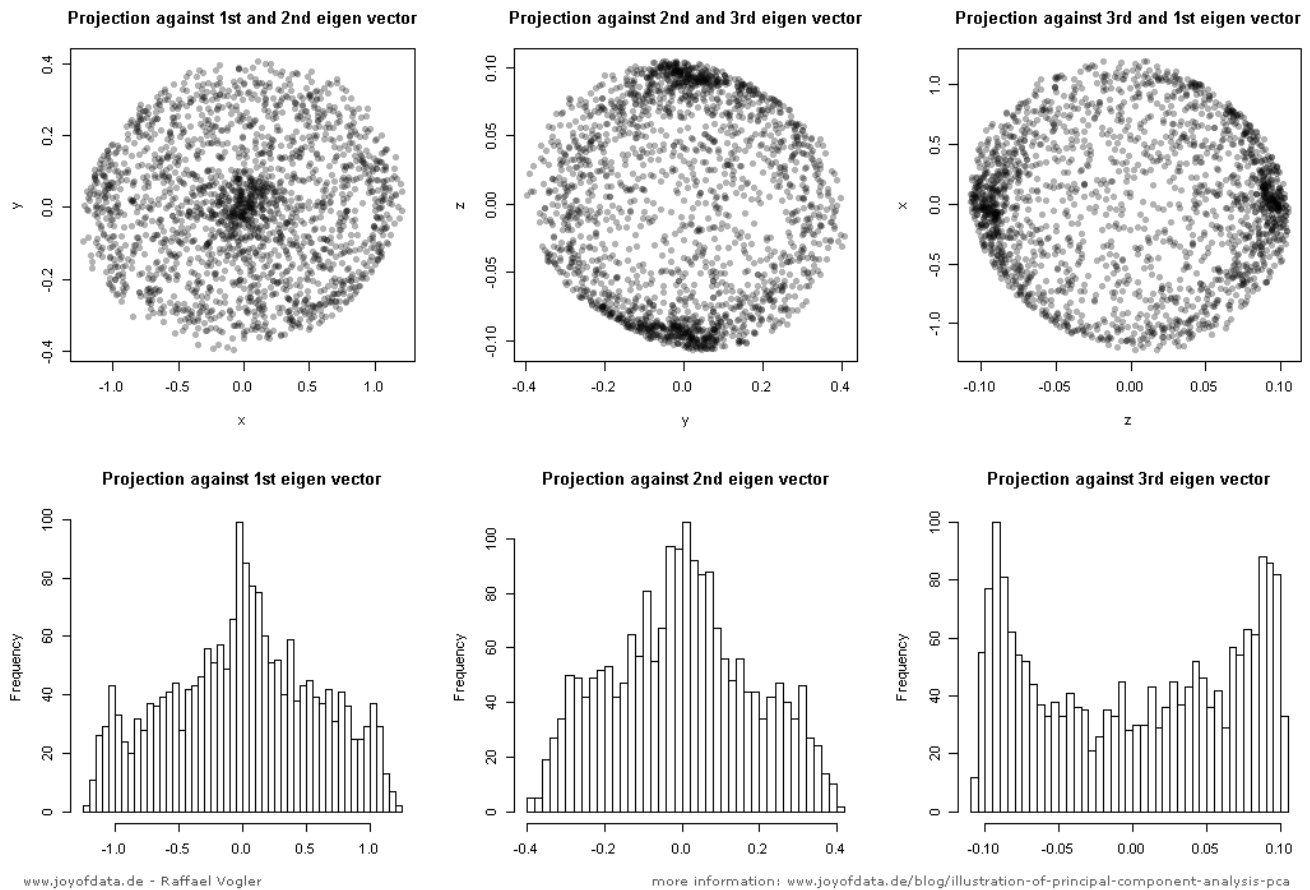 Projection against 1st and 2nd eigen vector
Projection against 2nd and 3rd eigen vector
Projection against 3rd and 1st eigen vector
y
0.4
0.2
0.0
-0.2
-0.4
-1.0 -0.5 0.0 0.5 1.0
x
z
0.10
0.05
0.00
-0.05
-0.10
-0.4 -0.2 0.0 0.2 0.4
y
x
1.0
0.5
0.0
-0.5
-1.0
-0.10 -0.05 0.00 0.05 0.10
z
Projection against 1st eigen vector
Projection against 2nd eigen vector
Projection against 3rd eigen vector
Frequency
100
80
60
40
20
0
-1.0 -0.5 0.0 0.5 1.0
Frequency
100
80
60
40
20
0
-0.4 -0.2 0.0 0.2 0.4
Frequency
100
80
60
40
20
0
-0.10 -0.05 0.00 0.05 0.10
www.joyofdata.de - Raffael Vogler
more information: www.joyofdata.de/blog/illustration-of-principal-component-analysis-pca